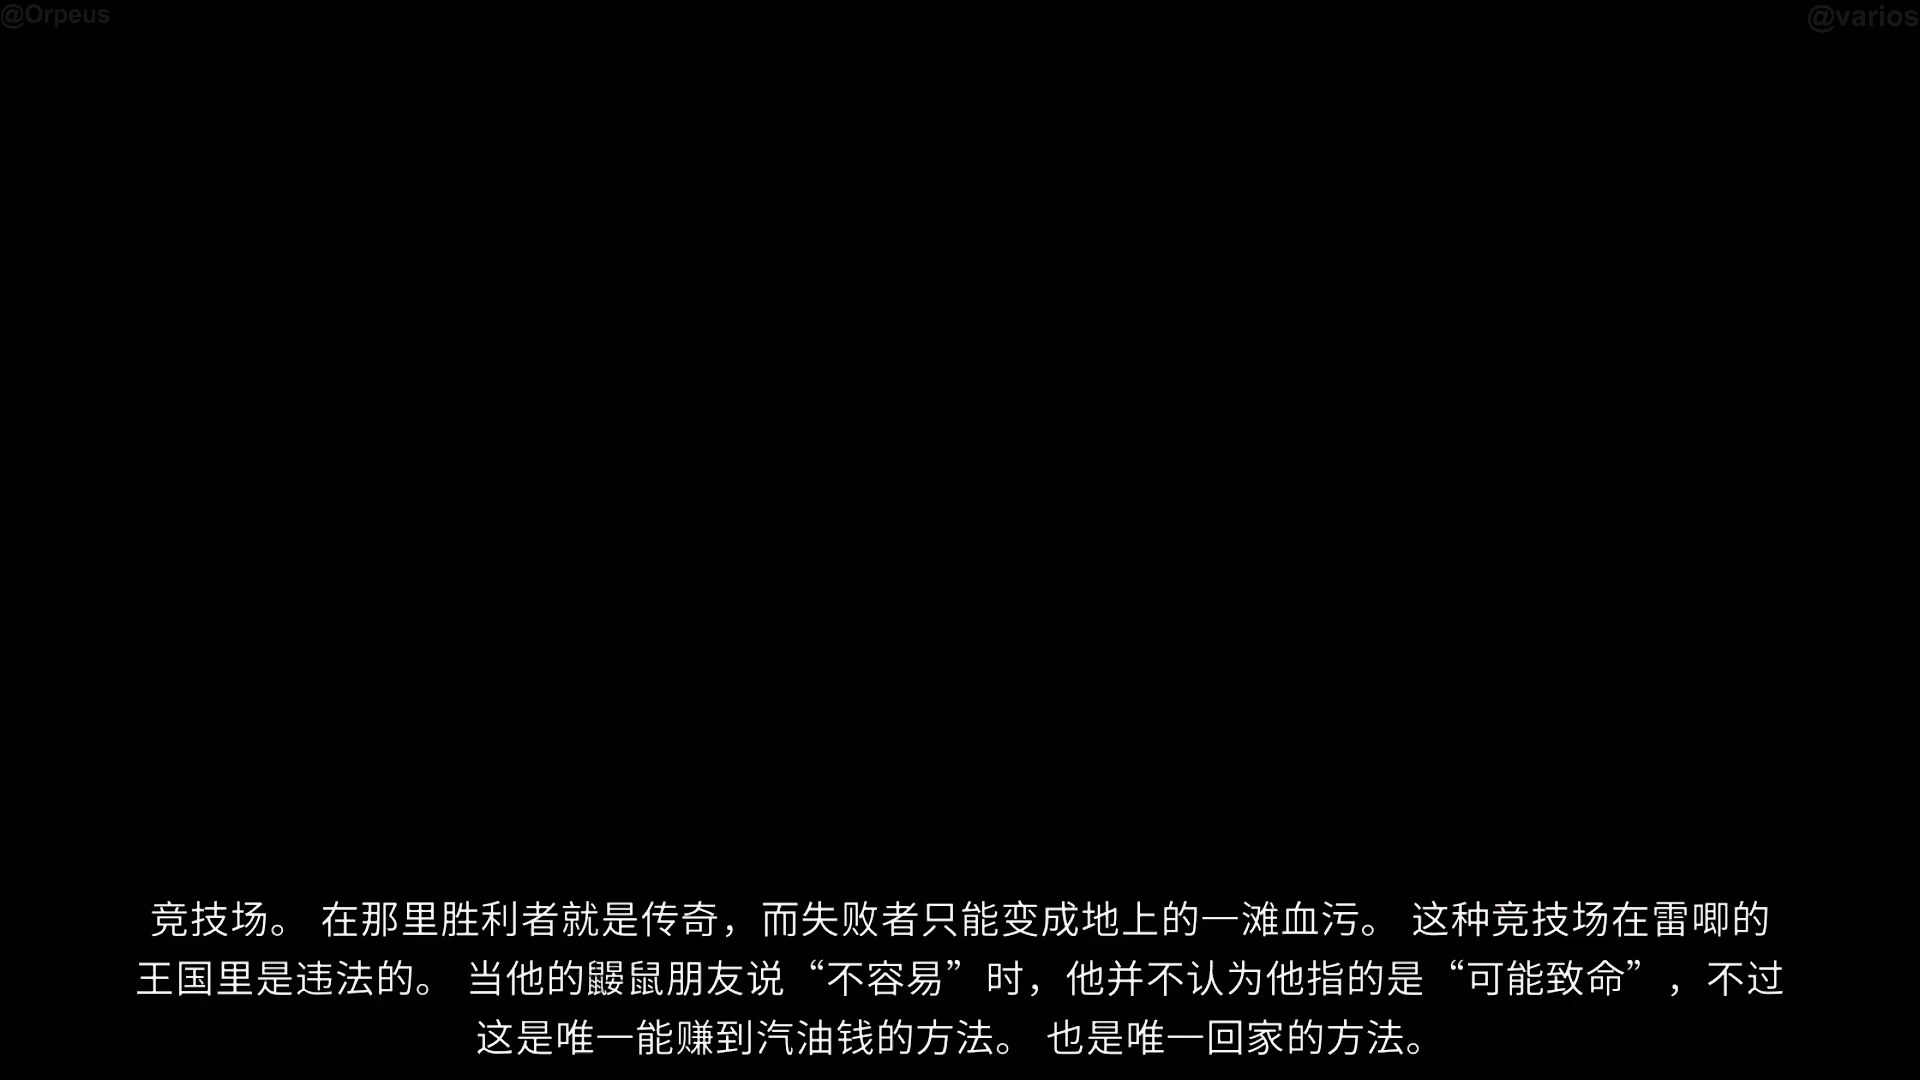 @Orpeus
@varios
竞技场。 在那里胜利者就是传奇，而失败者只能变成地上的一滩血污。 这种竞技场在雷唧的
王国里是违法的。 当他的鼹鼠朋友说“不容易”时，他并不认为他指的是“可能致命”，不过
这是唯一能赚到汽油钱的方法。 也是唯一回家的方法。